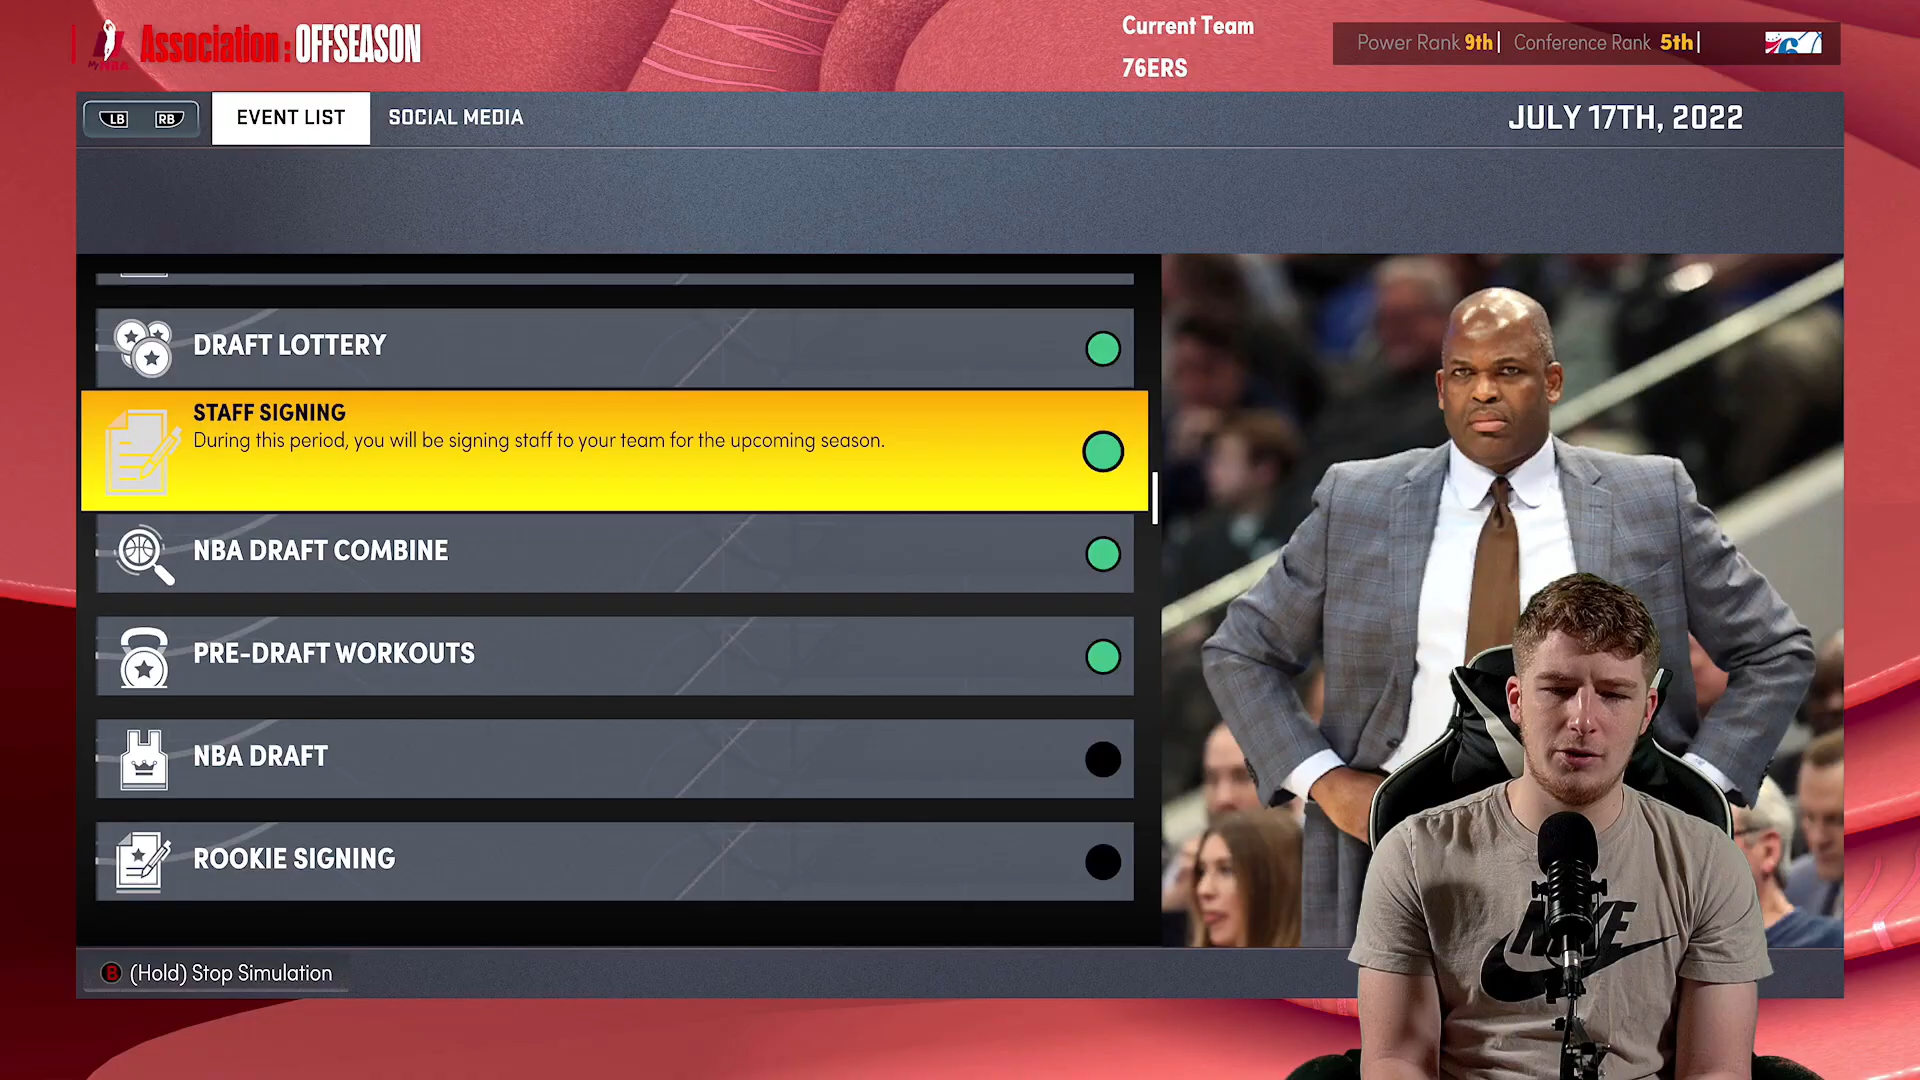 MyNBA
Association : OFFSEASON
Current Team
76ERS
Power Rank 9th| Conference Rank 5th|
LB RB EVENT LIST SOCIAL MEDIA
JULY 17TH, 2022
DRAFT LOTTERY
STAFF SIGNING
During this period, you will be signing staff to your team for the upcoming season.
NBA DRAFT COMBINE
PRE-DRAFT WORKOUTS
NBA DRAFT
ROOKIE SIGNING
B (Hold) Stop Simulation
NIKE